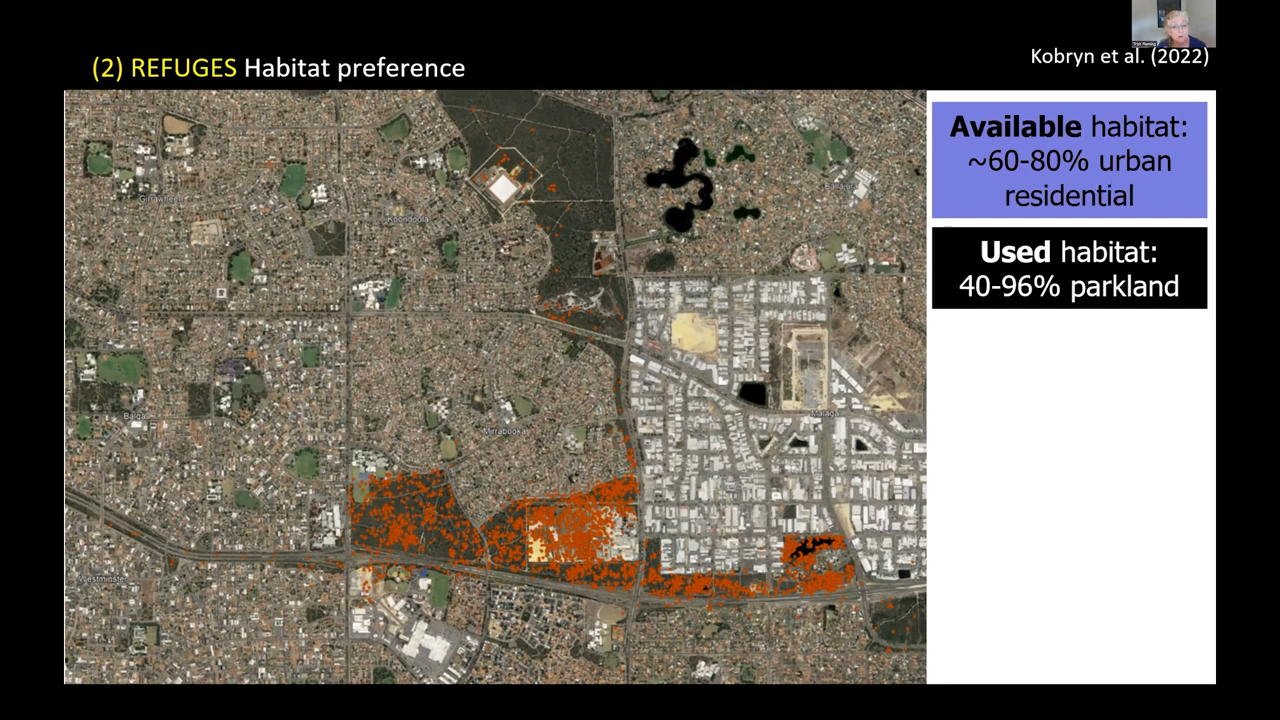 (2) REFUGES Habitat preference
Kobryn et al. (2022)
Available habitat:
~60-80% urban
residential
Used habitat:
40-96% parkland
Girrawheen
Koondoola
Ballajura
Balga
Mirrabooka
Malaga
Westminster